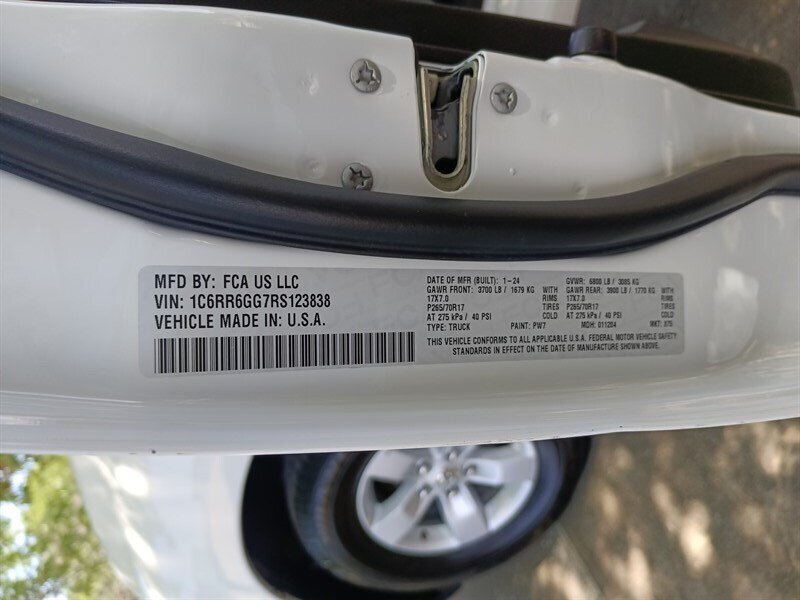 MFD BY: FCA US LLC
VIN: 1C6RR6GG7RS123838
VEHICLE MADE IN: U.S.A.
DATE OF MFR (BUILT): 1-24 GVWR: 6800 LB / 3085 KG
GAWR FRONT: 3700 LB / 1679 KG WITH GAWR REAR: 3900 LB / 1770 KG WITH
17X7.0 RIMS 17X7.0 RIMS
P265/70R17 TIRES P265/70R17 TIRES
AT 275 kPa / 40 PSI COLD AT 275 kPa / 40 PSI COLD
TYPE: TRUCK PAINT: PW7 MDH: 011204 MKT: X75
THIS VEHICLE CONFORMS TO ALL APPLICABLE U.S.A. FEDERAL MOTOR VEHICLE SAFETY
STANDARDS IN EFFECT ON THE DATE OF MANUFACTURE SHOWN ABOVE.